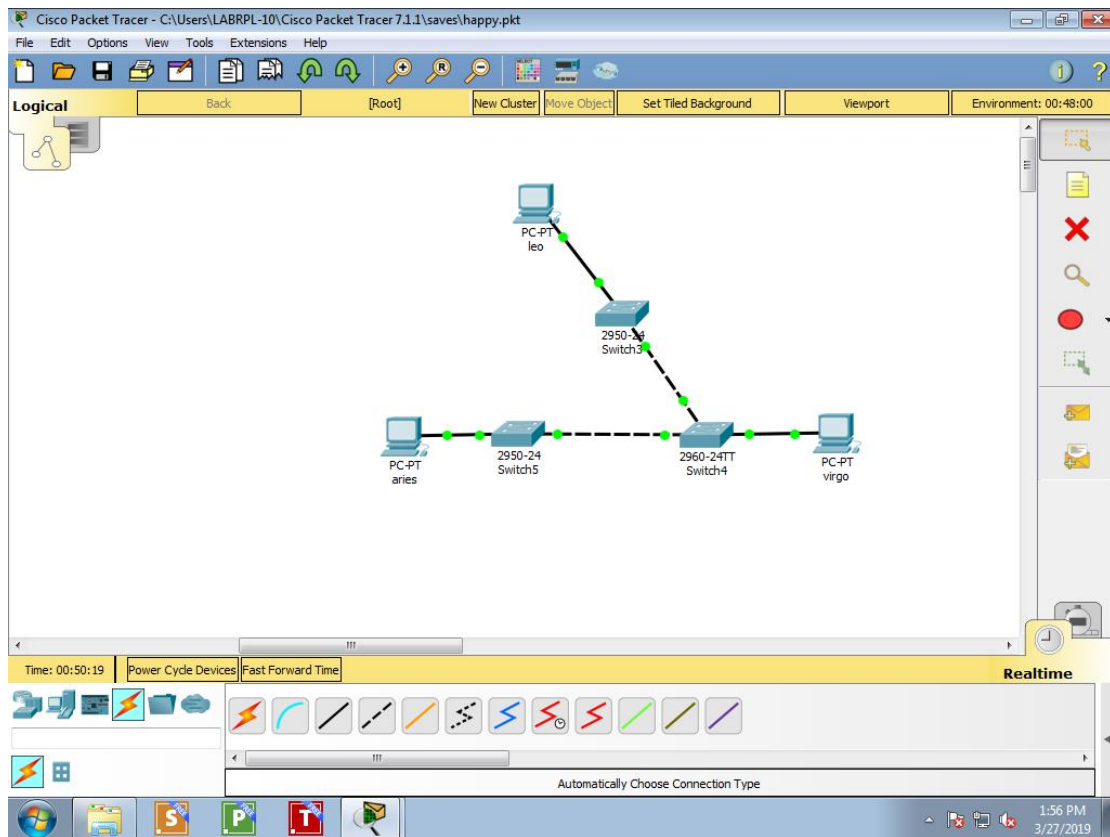 Cisco Packet Tracer - C:\Users\LABRPL-10\Cisco Packet Tracer 7.1.1\saves\happy.pkt
File Edit Options View Tools Extensions Help
Logical Back [Root] New Cluster Move Object Set Tiled Background Viewport Environment: 00:48:00
PC-PT
leo
2950-24
Switch3
PC-PT
aries
2950-24
Switch5
2960-24TT
Switch4
PC-PT
virgo
Time: 00:50:19 Power Cycle Devices Fast Forward Time Realtime
Automatically Choose Connection Type
S P T
1:56 PM
3/27/2019